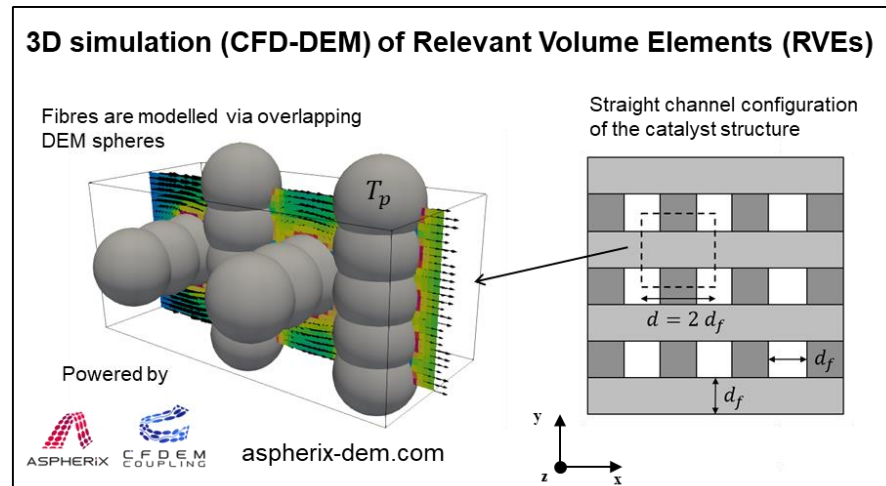 3D simulation (CFD-DEM) of Relevant Volume Elements (RVEs)
Fibres are modelled via overlapping
DEM spheres
Straight channel configuration
of the catalyst structure
T_p
d = 2 d_f
d_f
d_f
Powered by
ASPHERIX
CFDEM
COUPLING
aspherix-dem.com
y
z
x